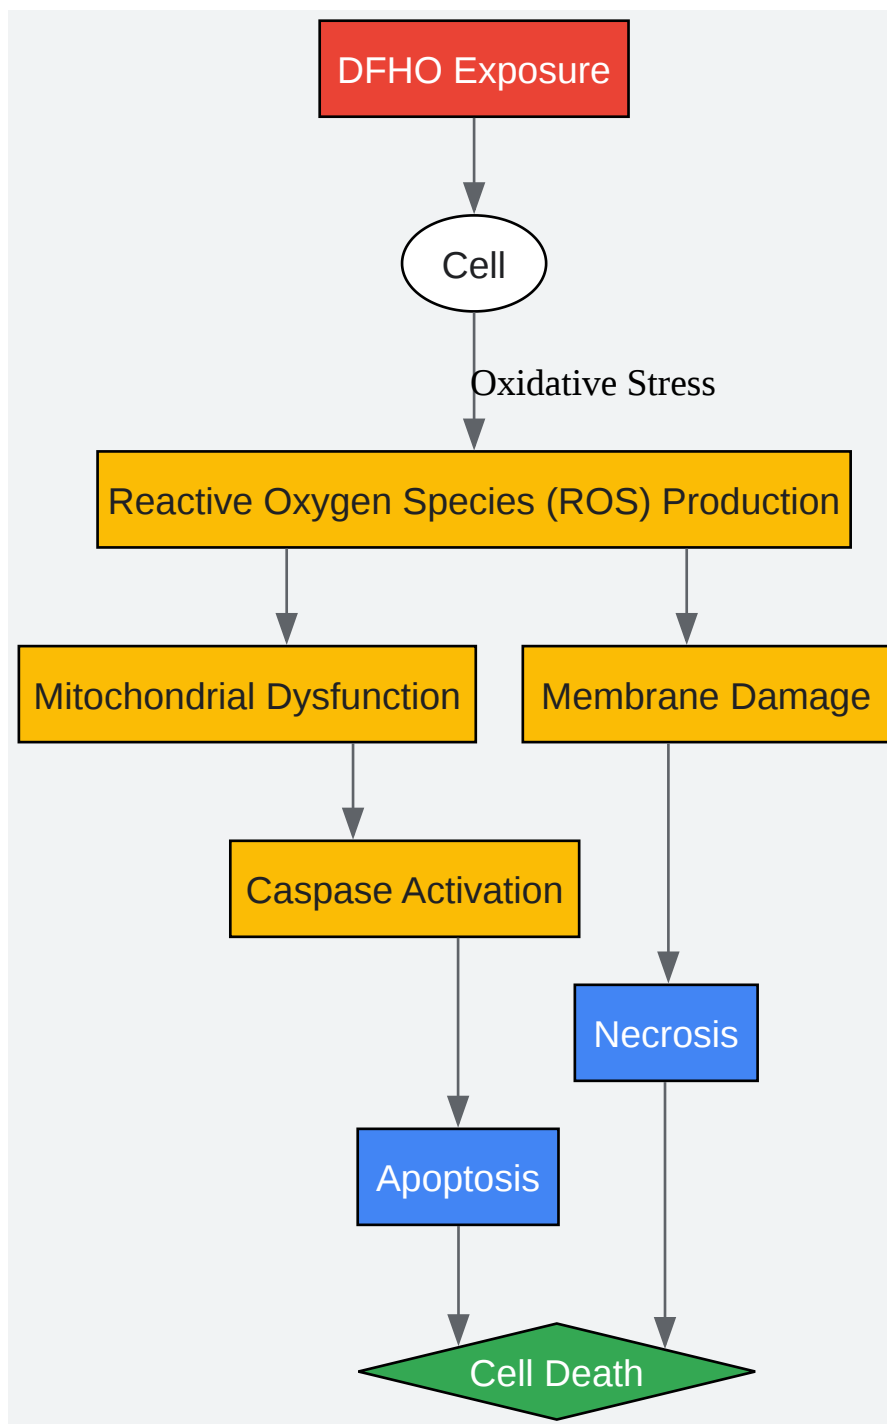 DFHO Exposure
Cell
Oxidative Stress
Reactive Oxygen Species (ROS) Production
Mitochondrial Dysfunction
Membrane Damage
Caspase Activation
Necrosis
Apoptosis
Cell Death